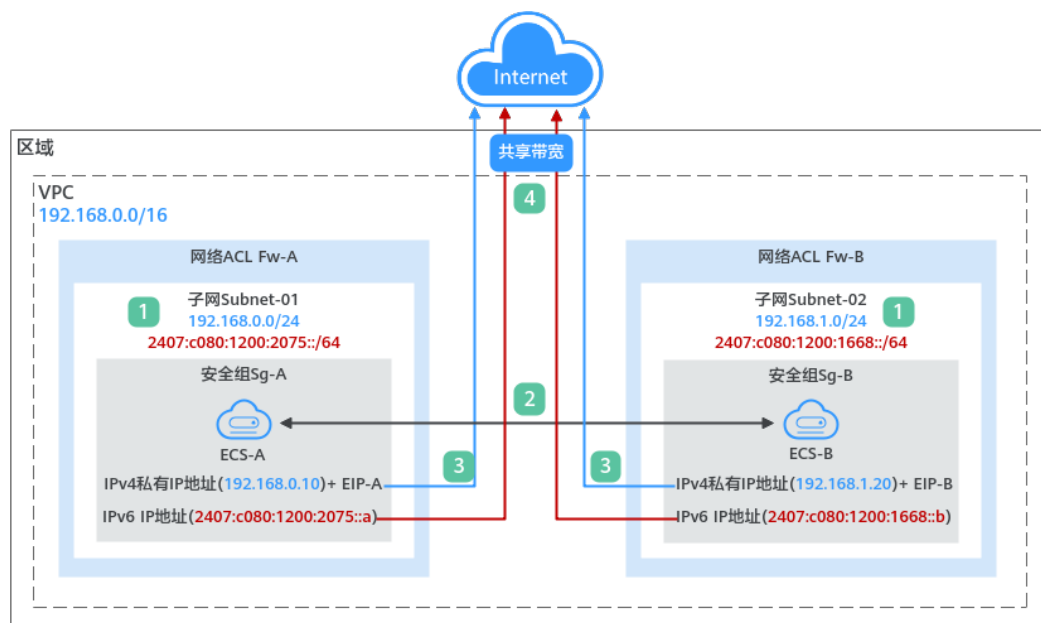 Internet
区域
共享带宽
VPC
192.168.0.0/16
4
网络ACL Fw-A
子网Subnet-01
1
192.168.0.0/24
2407:c080:1200:2075::/64
安全组Sg-A
ECS-A
IPv4私有IP地址(192.168.0.10)+ EIP-A
IPv6 IP地址(2407:c080:1200:2075::a)
2
3
3
网络ACL Fw-B
子网Subnet-02
1
192.168.1.0/24
2407:c080:1200:1668::/64
安全组Sg-B
ECS-B
IPv4私有IP地址(192.168.1.20)+ EIP-B
IPv6 IP地址(2407:c080:1200:1668::b)